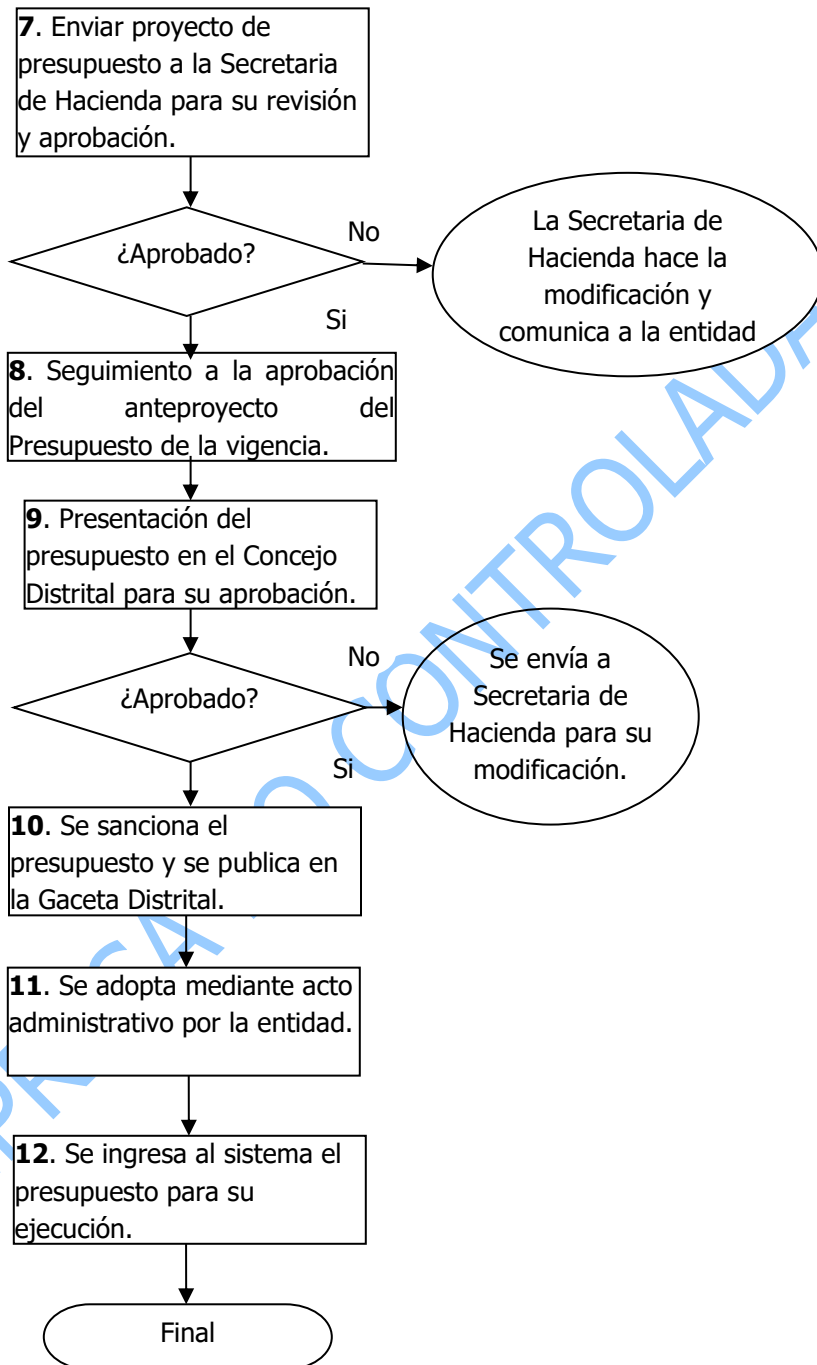 7. Enviar proyecto de
presupuesto a la Secretaria
de Hacienda para su revisión
y aprobación.
¿Aprobado?
No
La Secretaria de
Hacienda hace la
modificación y
comunica a la entidad
Si
8. Seguimiento a la aprobación
del anteproyecto del
Presupuesto de la vigencia.
9. Presentación del
presupuesto en el Concejo
Distrital para su aprobación.
¿Aprobado?
No
Se envía a
Secretaria de
Hacienda para su
modificación.
Si
10. Se sanciona el
presupuesto y se publica en
la Gaceta Distrital.
11. Se adopta mediante acto
administrativo por la entidad.
12. Se ingresa al sistema el
presupuesto para su
ejecución.
Final
CONTROLADA